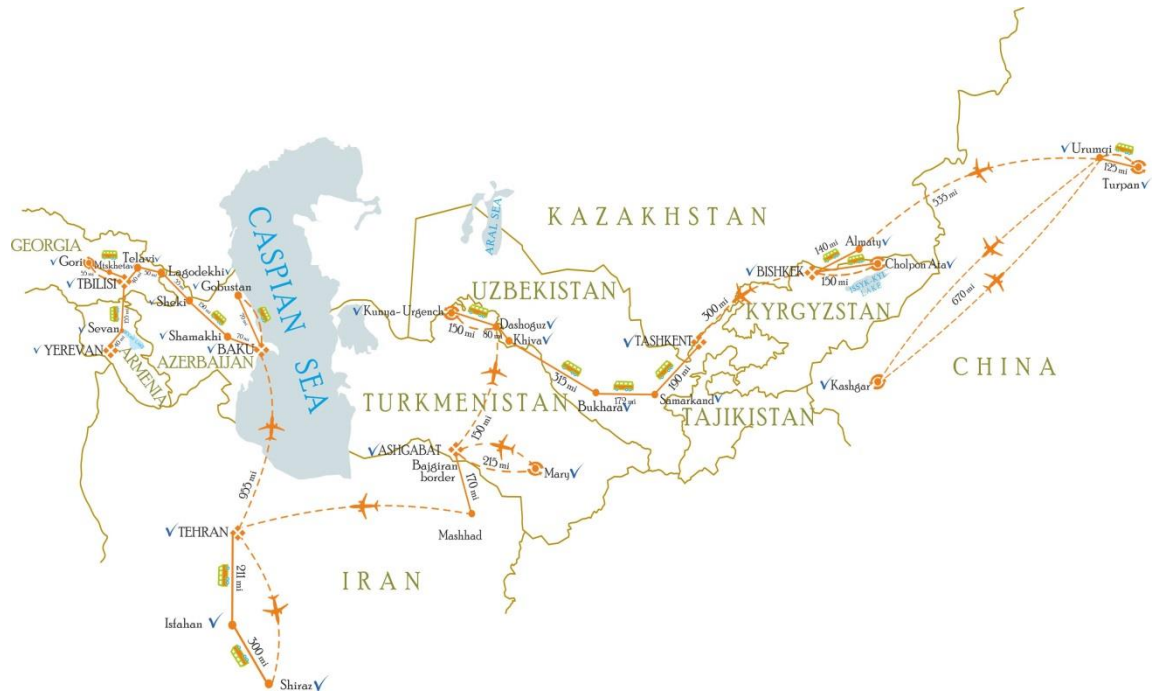 Urumqi
125 mi
Turpan
535 mi
KAZAKHSTAN
ARAL SEA
CASPIAN SEA
140 mi
Almaty
BISHKEK
Cholpon Ata
150 mi
ISSYK-KYL
LAKE
KYRGYZSTAN
300 mi
670 mi
CHINA
Kashgar
GEORGIA
Gori
Mtskhetav
Telavi
55 mi
TBILISI
Lagodekhi
Gobustan
Sheki
Sevan
Shamakhi
YEREVAN
ARMENIA
AZERBAIJAN
BAKU
UZBEKISTAN
Kunya-Urgench
150 mi
Dashoguz
80 mi
Khiva
TASHKENT
315 mi
190 mi
Bukhara
172 mi
Samarkand
TAJIKISTAN
TURKMENISTAN
150 mi
ASHGABAT
Bajgiran
border
215 mi
Mary
170 mi
Mashhad
955 mi
TEHRAN
211 mi
IRAN
Isfahan
300 mi
Shiraz